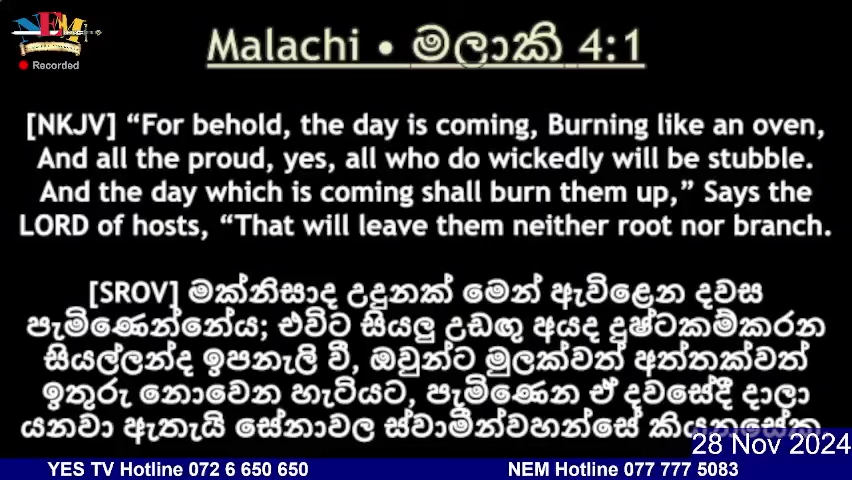 NEM
Recorded
Malachi • මලාකි 4:1
[NKJV] “For behold, the day is coming, Burning like an oven,
And all the proud, yes, all who do wickedly will be stubble.
And the day which is coming shall burn them up,” Says the
LORD of hosts, “That will leave them neither root nor branch.
[SROV] මක්නිසාද උදුනක් මෙන් ඇවිළෙන දවස
පැමිණෙන්නේය; එවිට සියලු උඩඟු අයද දුෂ්ටකම්කරන
සියල්ලන්ද ඉපනැලි වී, ඔවුන්ට මුලක්වත් අත්තක්වත්
ඉතුරු නොවෙන හැටියට, පැමිණෙන ඒ දවසේදී දාලා
යනවා ඇතැයි සේනාවල ස්වාමීන්වහන්සේ කියනසේක.
28 Nov 2024
YES TV Hotline 072 6 650 650
NEM Hotline 077 777 5083